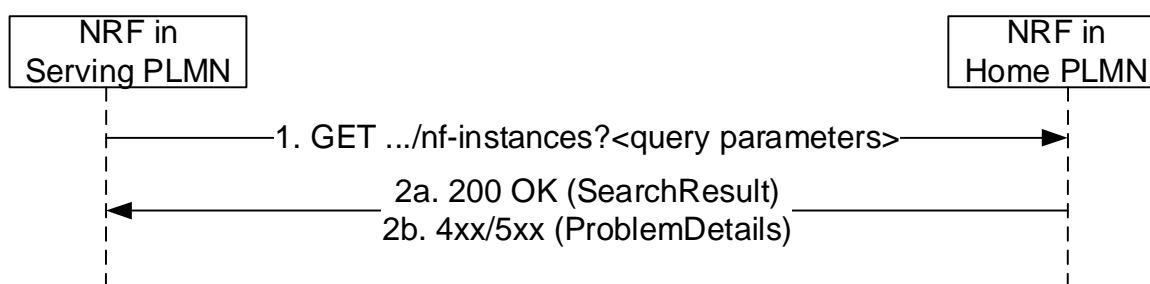 NRF in
Serving PLMN
NRF in
Home PLMN
1. GET .../nf-instances?<query parameters>
2a. 200 OK (SearchResult)
2b. 4xx/5xx (ProblemDetails)